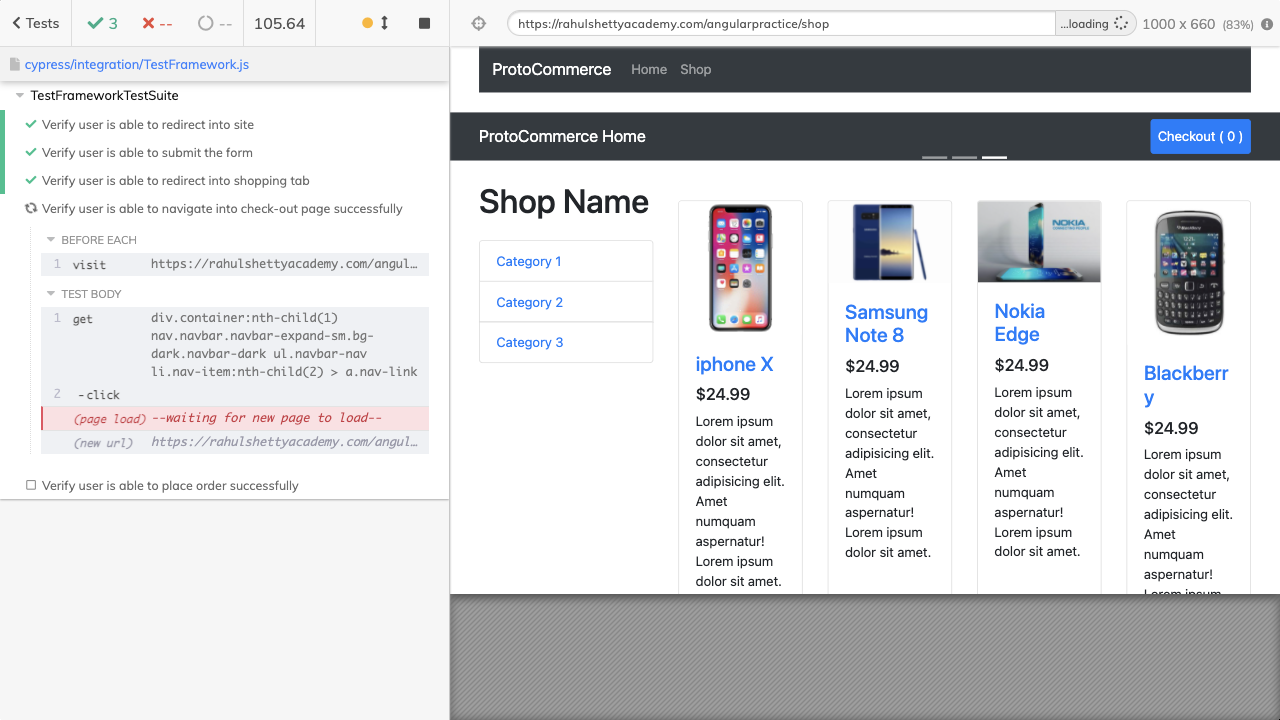 Tests 3 -- -- 105.64
https://rahulshettyacademy.com/angularpractice/shop ...loading 1000 x 660 (83%)
cypress/integration/TestFramework.js
TestFrameworkTestSuite
Verify user is able to redirect into site
Verify user is able to submit the form
Verify user is able to redirect into shopping tab
Verify user is able to navigate into check-out page successfully
BEFORE EACH
1 visit https://rahulshettyacademy.com/angul...
TEST BODY
1 get div.container:nth-child(1)
nav.navbar.navbar-expand-sm.bg-
dark.navbar-dark ul.navbar-nav
li.nav-item:nth-child(2) > a.nav-link
2 -click
(page load) --waiting for new page to load--
(new url) https://rahulshettyacademy.com/angul...
Verify user is able to place order successfully
ProtoCommerce Home Shop
ProtoCommerce Home Checkout ( 0 )
Shop Name
Category 1
Category 2
Category 3
iphone X
$24.99
Lorem ipsum
dolor sit amet,
consectetur
adipisicing elit.
Amet
numquam
aspernatur!
Lorem ipsum
dolor sit amet.
Samsung
Note 8
$24.99
Lorem ipsum
dolor sit amet,
consectetur
adipisicing elit.
Amet
numquam
aspernatur!
Lorem ipsum
dolor sit amet.
NOKIA
NOKIA
CONNECTING PEOPLE
Nokia
Edge
$24.99
Lorem ipsum
dolor sit amet,
consectetur
adipisicing elit.
Amet
numquam
aspernatur!
Lorem ipsum
dolor sit amet.
Blackberr
y
$24.99
Lorem ipsum
dolor sit amet,
consectetur
adipisicing elit.
Amet
numquam
aspernatur!
Lorem ipsum